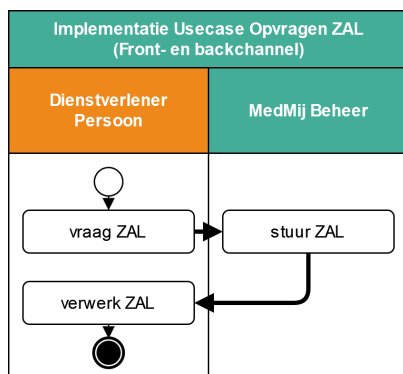 Implementatie Usecase Opvragen ZAL
(Front- en backchannel)
Dienstverlener
Persoon
MedMij Beheer
vraag ZAL
stuur ZAL
verwerk ZAL